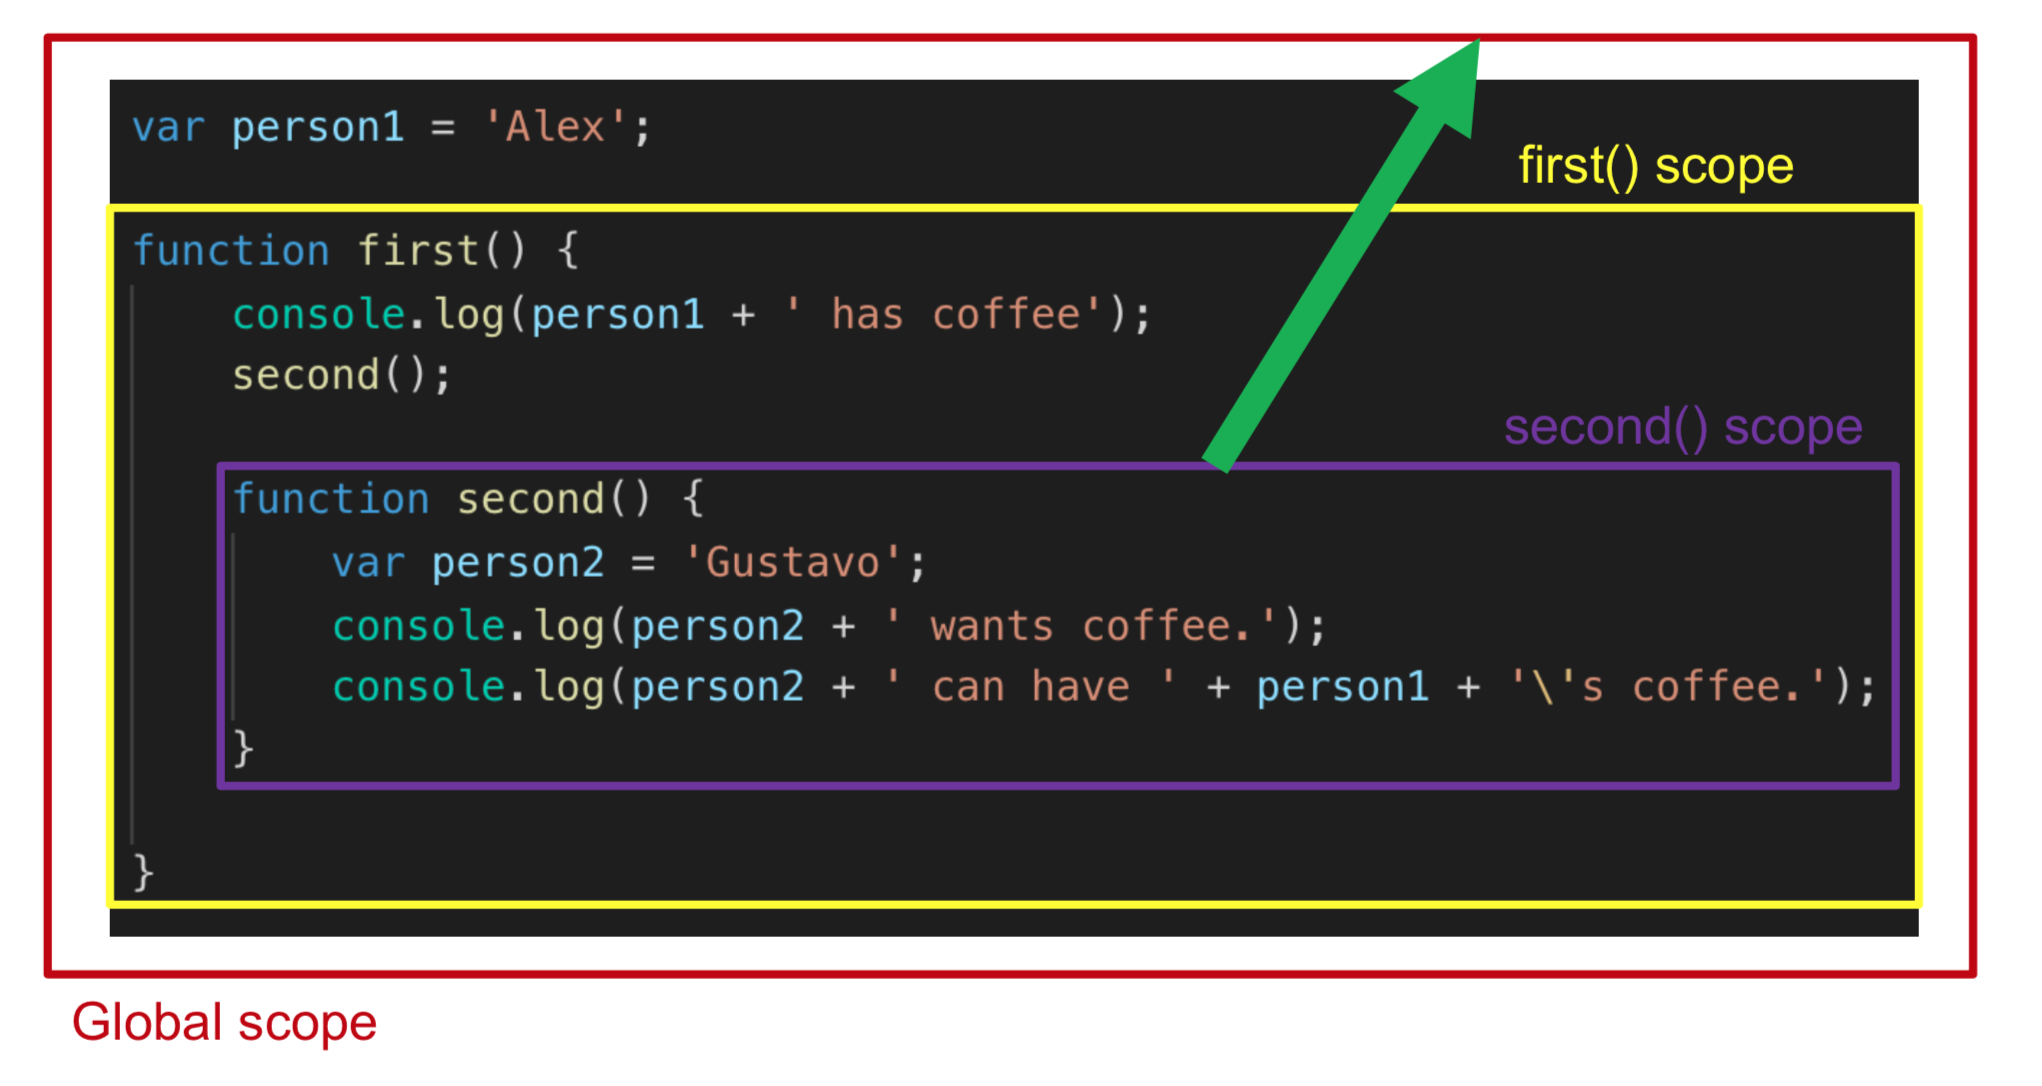 var person1 = 'Alex';
first() scope
function first() {
console.log(person1 + ' has coffee');
second();
second() scope
function second() {
var person2 = 'Gustavo';
console.log(person2 + ' wants coffee.');
console.log(person2 + ' can have ' + person1 + '\'s coffee.');
}
}
Global scope